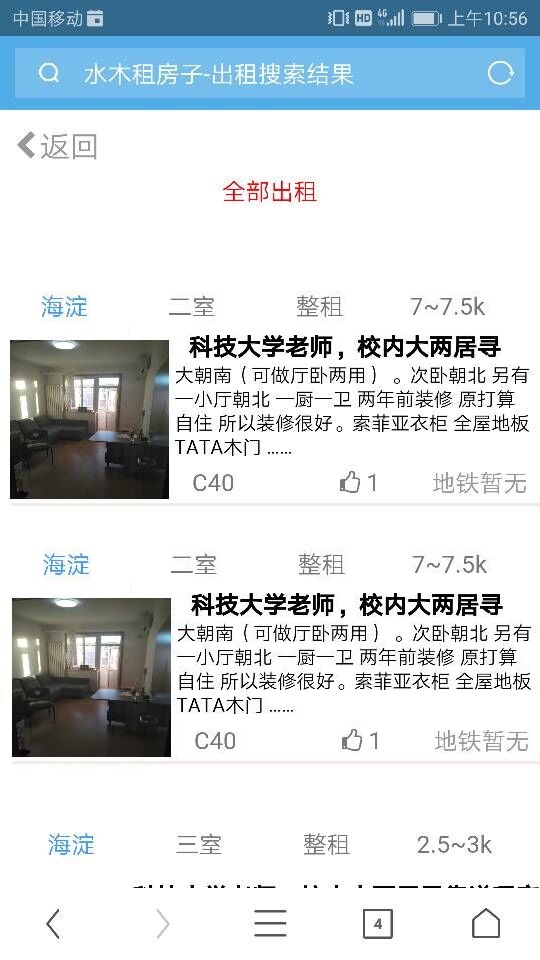 中国移动 HD 4G 上午10:56
水木租房子-出租搜索结果
返回
全部出租
海淀 二室 整租 7~7.5k
科技大学老师，校内大两居寻
大朝南（可做厅卧两用）。次卧朝北 另有
一小厅朝北 一厨一卫 两年前装修 原打算
自住 所以装修很好。索菲亚衣柜 全屋地板
TATA木门 ......
C40 1 地铁暂无
海淀 二室 整租 7~7.5k
科技大学老师，校内大两居寻
大朝南（可做厅卧两用）。次卧朝北 另有
一小厅朝北 一厨一卫 两年前装修 原打算
自住 所以装修很好。索菲亚衣柜 全屋地板
TATA木门 ......
C40 1 地铁暂无
海淀 三室 整租 2.5~3k
4